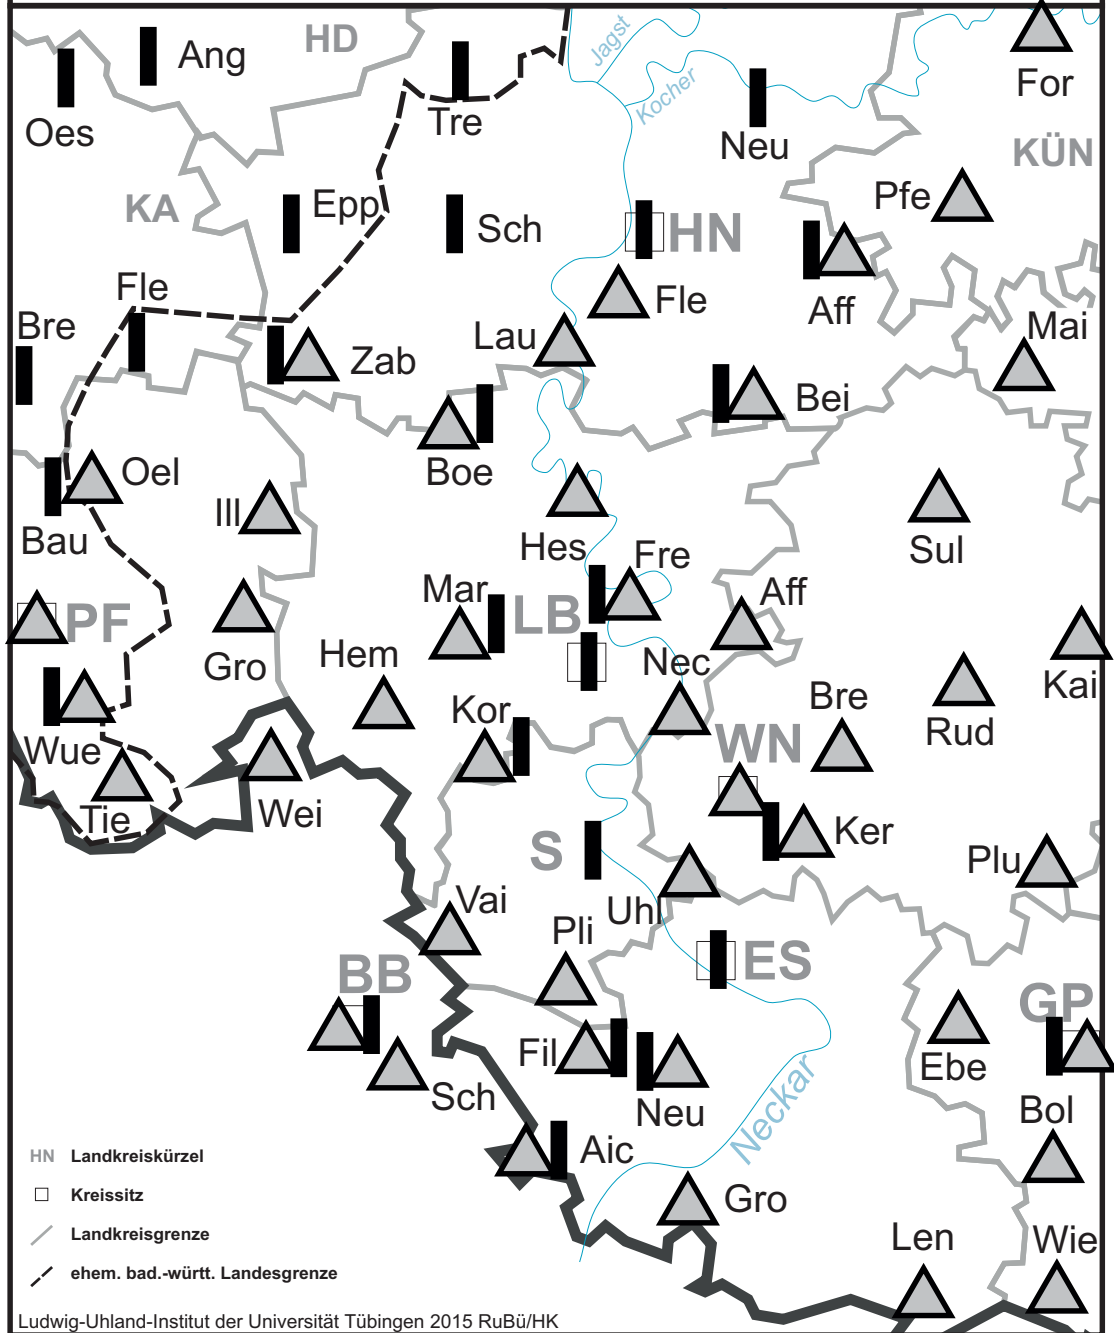 HD
Ang
Oes
Tre
Jagst
Kocher
Neu
For
KÜN
KA
Epp
Sch
HN
Pfe
Fle
Fle
Aff
Bre
Lau
Mai
Zab
Bei
Oel
Boe
Ill
Bau
Hes
Fre
Sul
Mar
LB
Aff
PF
Gro
Hem
Nec
Kai
Kor
Bre
Rud
Wue
WN
Tie
Wei
Ker
S
Plu
Vai
Uhl
Pli
BB
ES
GP
Fil
Ebe
Sch
Neu
Neckar
Bol
Aic
Gro
Len
Wie
HN Landkreiskürzel
Kreissitz
Landkreisgrenze
ehem. bad.-württ. Landesgrenze
Ludwig-Uhland-Institut der Universität Tübingen 2015 RuBü/HK